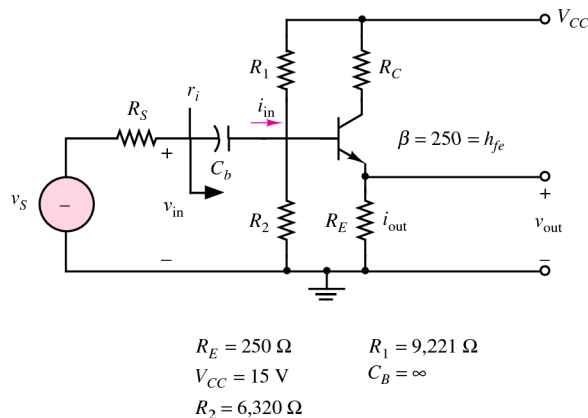 V_CC
R_1
R_C
R_S
r_i
i_in
β = 250 = h_fe
+
C_b
v_S
–
v_in
R_2
R_E
i_out
+
v_out
–
–
R_E = 250 Ω
R_1 = 9,221 Ω
V_CC = 15 V
C_B = ∞
R_2 = 6,320 Ω